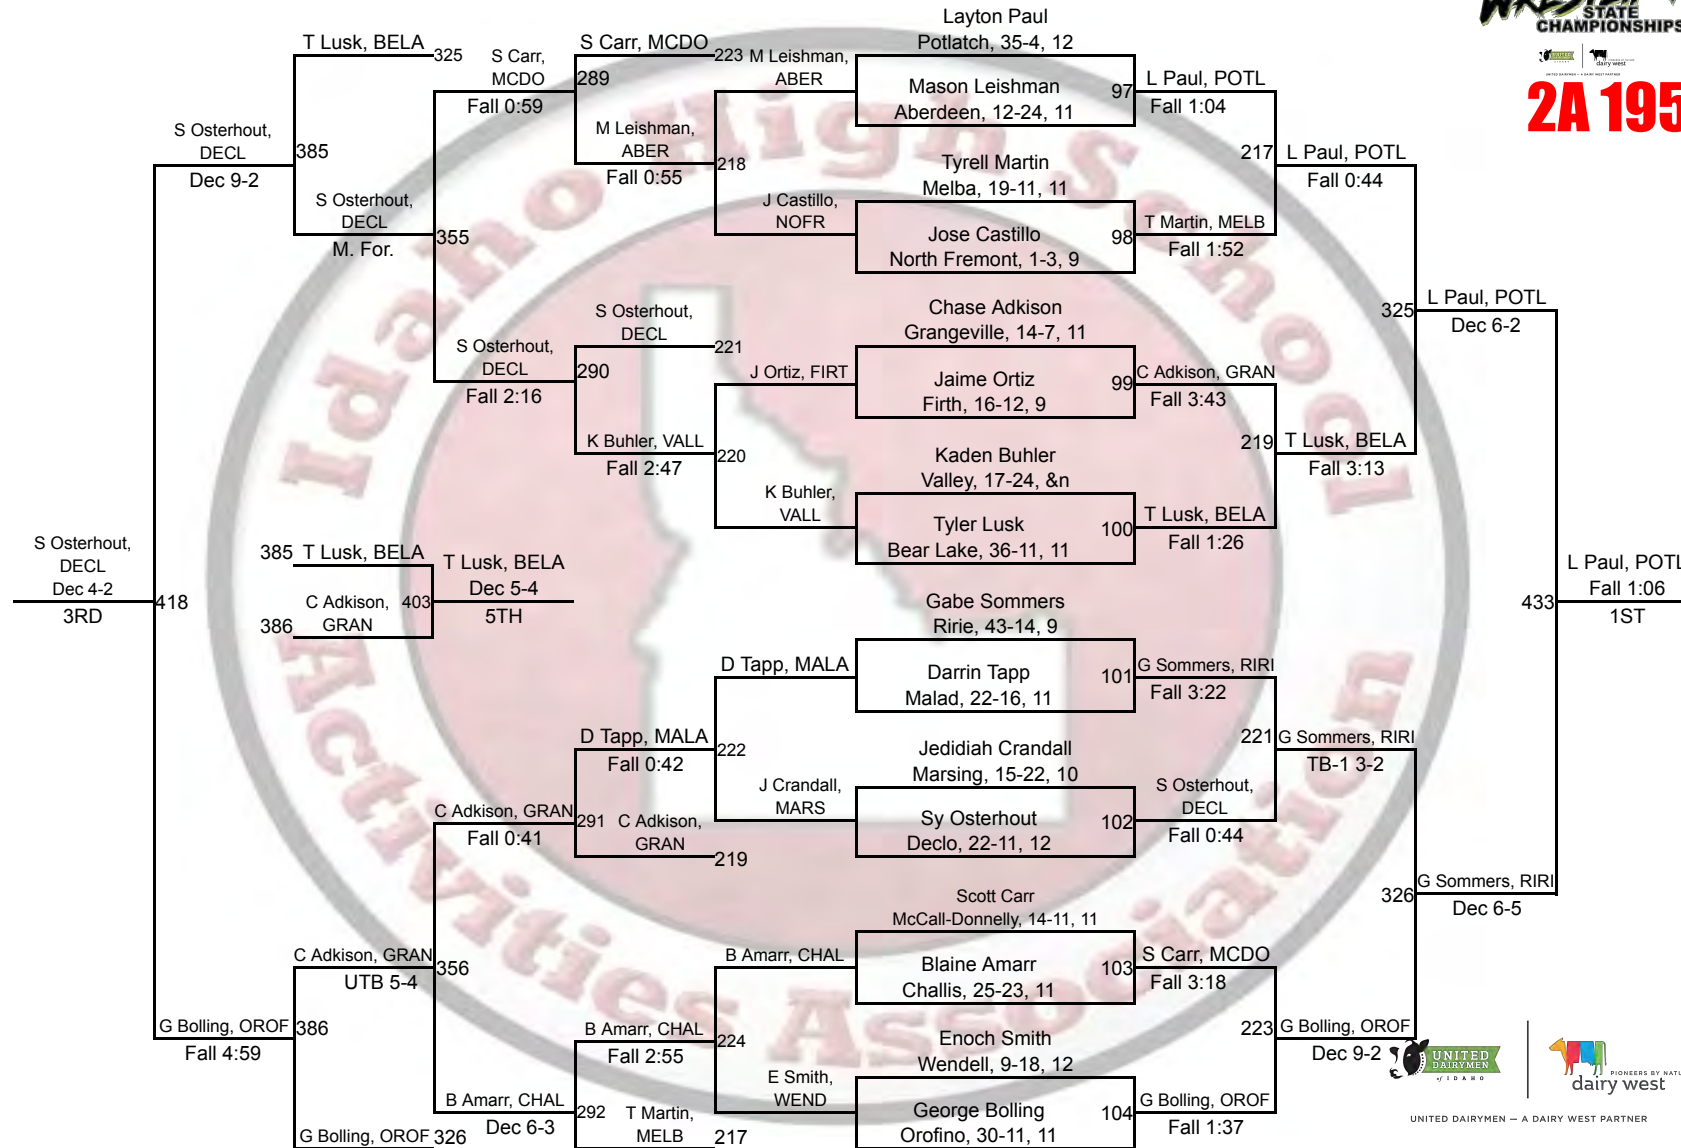 WRESTLING
STATE
CHAMPIONSHIPS
dairy west
2A 195
Idaho High School
Activities Association
Layton Paul
Potlatch, 35-4, 12
Mason Leishman
Aberdeen, 12-24, 11
97
Tyrell Martin
Melba, 19-11, 11
Jose Castillo
North Fremont, 1-3, 9
98
Chase Adkison
Grangeville, 14-7, 11
Jaime Ortiz
Firth, 16-12, 9
99
Kaden Buhler
Valley, 17-24, &n
Tyler Lusk
Bear Lake, 36-11, 11
100
Gabe Sommers
Ririe, 43-14, 9
Darrin Tapp
Malad, 22-16, 11
101
Jedidiah Crandall
Marsing, 15-22, 10
Sy Osterhout
Declo, 22-11, 12
102
Scott Carr
McCall-Donnelly, 14-11, 11
Blaine Amarr
Challis, 25-23, 11
103
Enoch Smith
Wendell, 9-18, 12
George Bolling
Orofino, 30-11, 11
104
L Paul, POTL
Fall 1:04
T Martin, MELB
Fall 1:52
C Adkison, GRAN
Fall 3:43
T Lusk, BELA
Fall 1:26
G Sommers, RIRI
Fall 3:22
S Osterhout,
DECL
Fall 0:44
S Carr, MCDO
Fall 3:18
G Bolling, OROF
Fall 1:37
217
L Paul, POTL
Fall 0:44
219
T Lusk, BELA
Fall 3:13
221
G Sommers, RIRI
TB-1 3-2
223
G Bolling, OROF
Dec 9-2
325
L Paul, POTL
Dec 6-2
326
G Sommers, RIRI
Dec 6-5
433
L Paul, POTL
Fall 1:06
1ST
M Leishman,
ABER
J Castillo,
NOFR
218
J Ortiz, FIRT
K Buhler,
VALL
220
D Tapp, MALA
J Crandall,
MARS
222
B Amarr, CHAL
E Smith,
WEND
224
S Carr, MCDO
223
M Leishman,
ABER
Fall 0:55
289
S Osterhout,
DECL
221
K Buhler, VALL
Fall 2:47
290
D Tapp, MALA
Fall 0:42
C Adkison,
GRAN
219
291
B Amarr, CHAL
Fall 2:55
T Martin,
MELB
217
292
S Carr,
MCDO
Fall 0:59
S Osterhout,
DECL
Fall 2:16
355
C Adkison, GRAN
Fall 0:41
B Amarr, CHAL
Dec 6-3
356
T Lusk, BELA
325
S Osterhout,
DECL
M. For.
385
C Adkison, GRAN
UTB 5-4
G Bolling, OROF
326
386
S Osterhout,
DECL
Dec 9-2
G Bolling, OROF
Fall 4:59
418
S Osterhout,
DECL
Dec 4-2
3RD
385
T Lusk, BELA
386
C Adkison,
GRAN
403
T Lusk, BELA
Dec 5-4
5TH
UNITED
DAIRYMEN
of IDAHO
PIONEERS BY NATU
dairy west
UNITED DAIRYMEN — A DAIRY WEST PARTNER